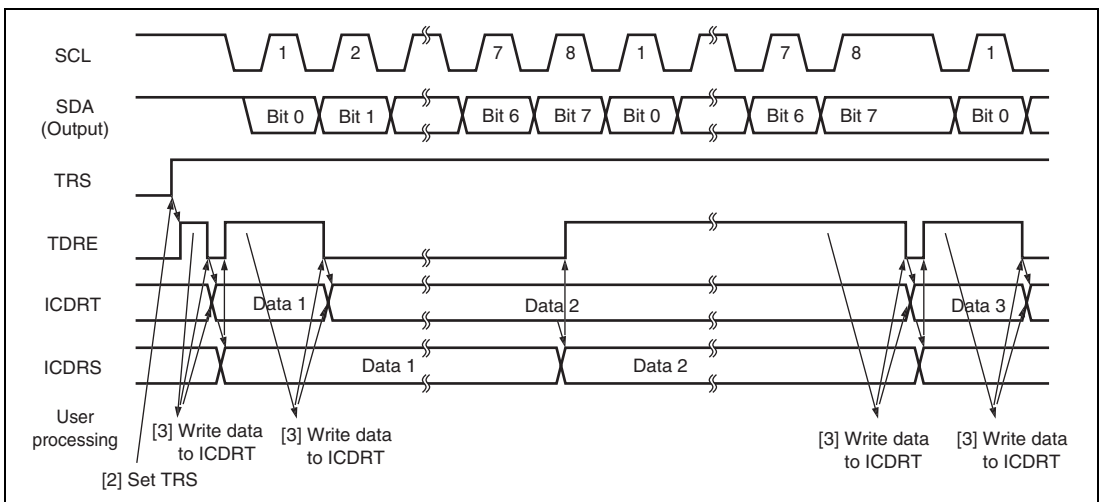 SCL 1 2 7 8 1 7 8 1
SDA
(Output)
Bit 0 Bit 1 Bit 6 Bit 7 Bit 0 Bit 6 Bit 7 Bit 0
TRS
TDRE
ICDRT Data 1 Data 2 Data 3
ICDRS Data 1 Data 2
User
processing
[3] Write data
to ICDRT
[3] Write data
to ICDRT
[3] Write data
to ICDRT
[3] Write data
to ICDRT
[2] Set TRS